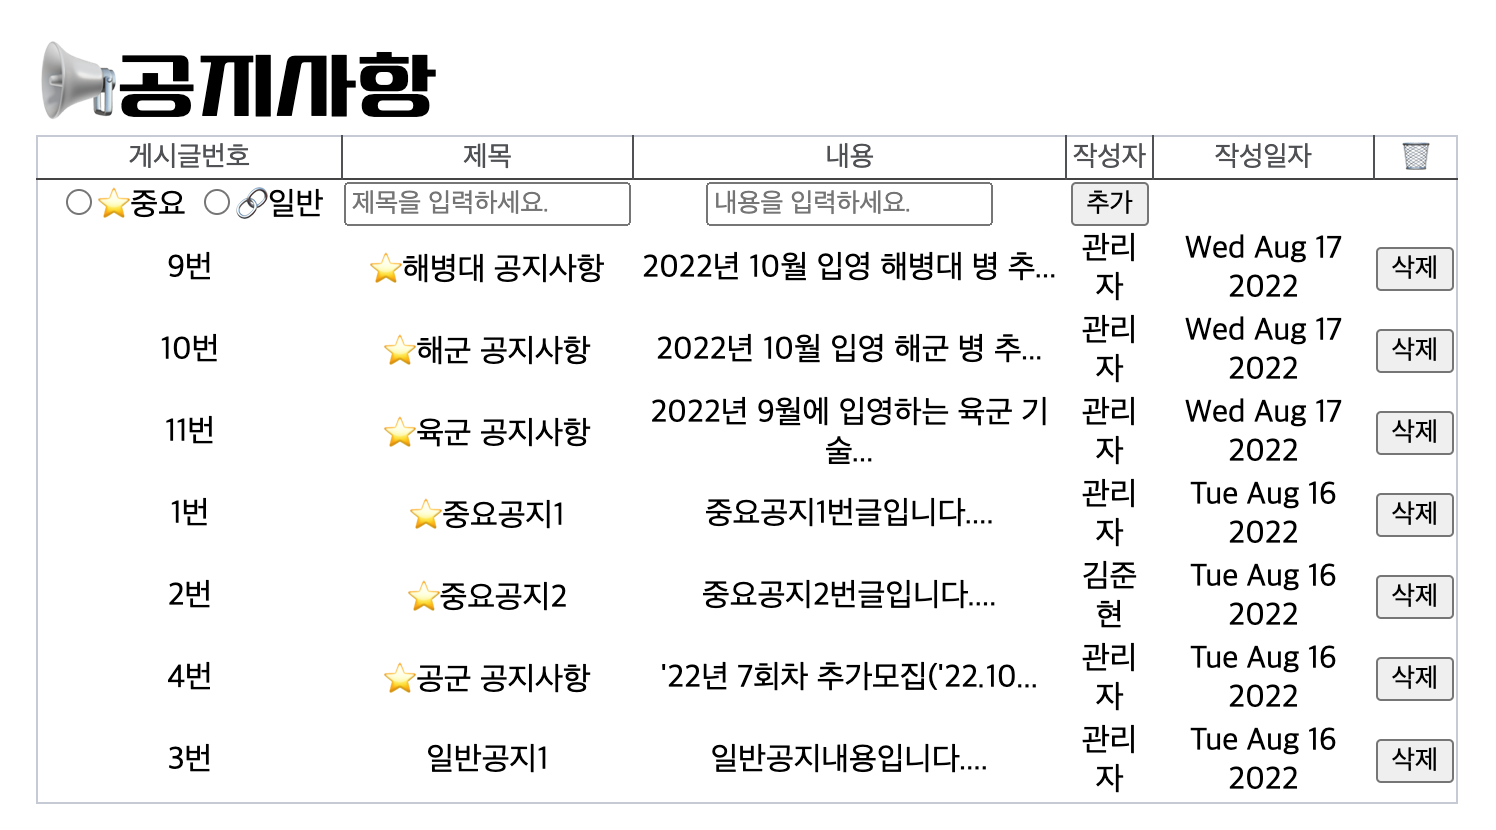 📢공지사항
게시글번호 제목 내용 작성자 작성일자 🗑️
⭐중요 🔗일반 제목을 입력하세요. 내용을 입력하세요. 추가
9번 ⭐해병대 공지사항 2022년 10월 입영 해병대 병 추... 관리자 Wed Aug 17 2022 삭제
10번 ⭐해군 공지사항 2022년 10월 입영 해군 병 추... 관리자 Wed Aug 17 2022 삭제
11번 ⭐육군 공지사항 2022년 9월에 입영하는 육군 기술... 관리자 Wed Aug 17 2022 삭제
1번 ⭐중요공지1 중요공지1번글입니다.... 관리자 Tue Aug 16 2022 삭제
2번 ⭐중요공지2 중요공지2번글입니다.... 김준현 Tue Aug 16 2022 삭제
4번 ⭐공군 공지사항 '22년 7회차 추가모집('22.10... 관리자 Tue Aug 16 2022 삭제
3번 일반공지1 일반공지내용입니다.... 관리자 Tue Aug 16 2022 삭제